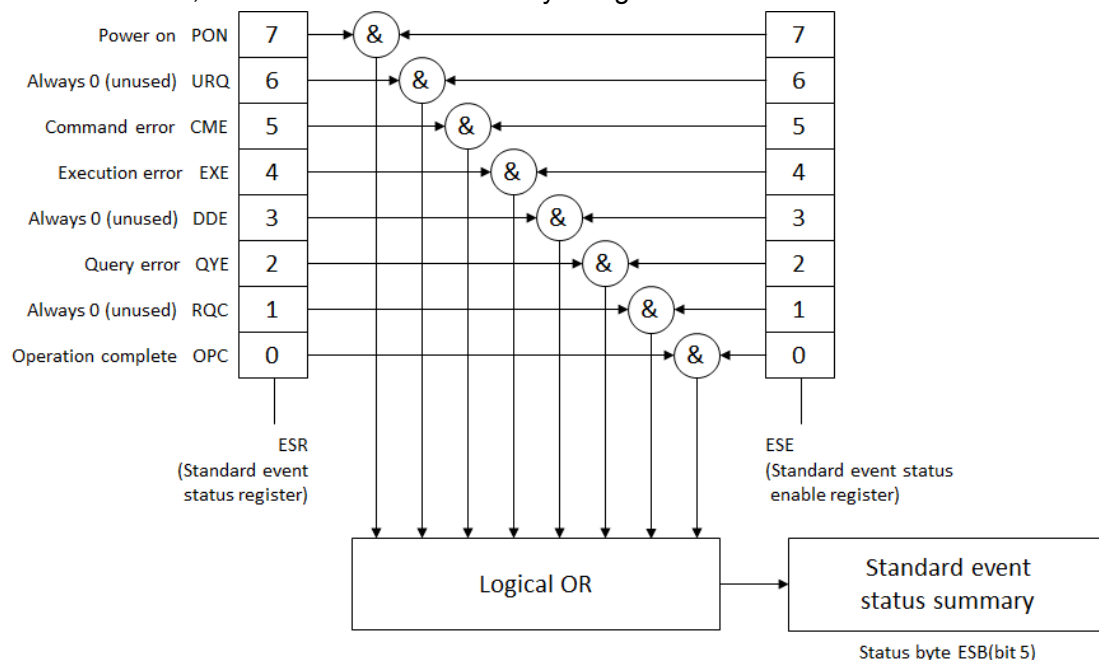 Power on PON 7 & 7
Always 0 (unused) URQ 6 & 6
Command error CME 5 & 5
Execution error EXE 4 & 4
Always 0 (unused) DDE 3 & 3
Query error QYE 2 & 2
Always 0 (unused) RQC 1 & 1
Operation complete OPC 0 & 0
ESR
(Standard event
status register)
ESE
(Standard event status
enable register)
Logical OR
Standard event
status summary
Status byte ESB(bit 5)